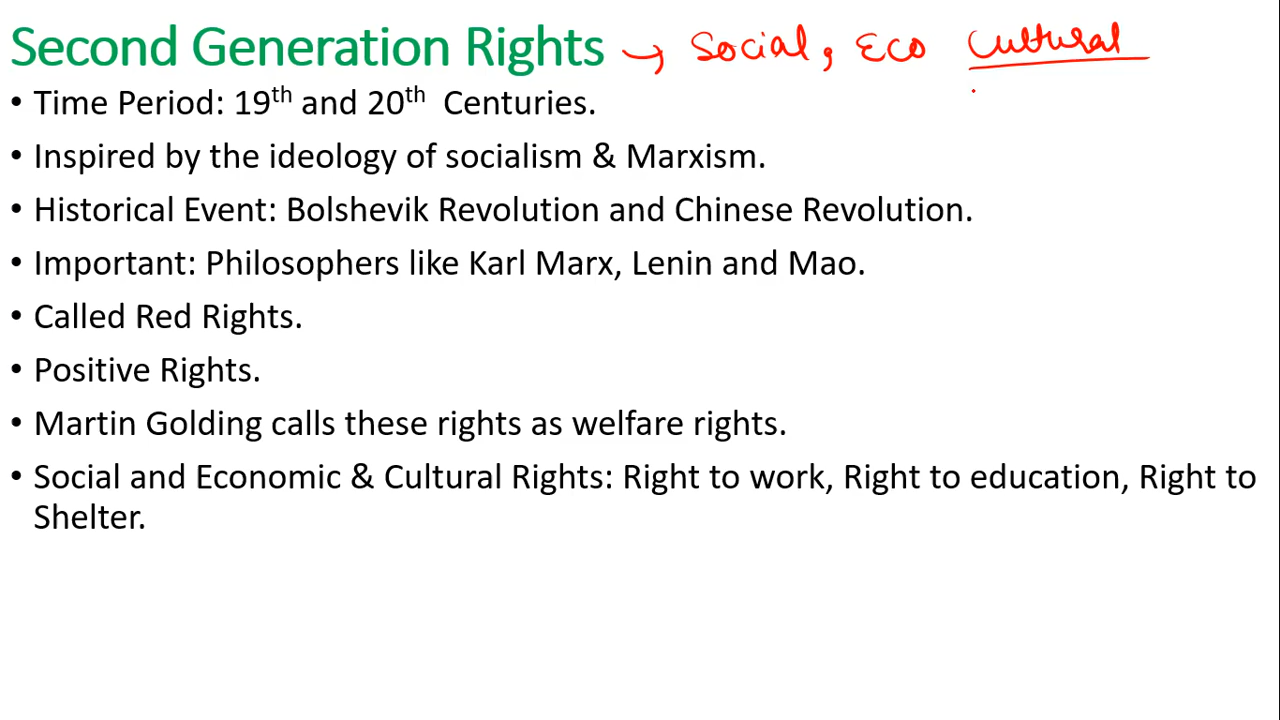 Second Generation Rights → Social, Eco Cultural
• Time Period: 19th and 20th Centuries.
• Inspired by the ideology of socialism & Marxism.
• Historical Event: Bolshevik Revolution and Chinese Revolution.
• Important: Philosophers like Karl Marx, Lenin and Mao.
• Called Red Rights.
• Positive Rights.
• Martin Golding calls these rights as welfare rights.
• Social and Economic & Cultural Rights: Right to work, Right to education, Right to
Shelter.